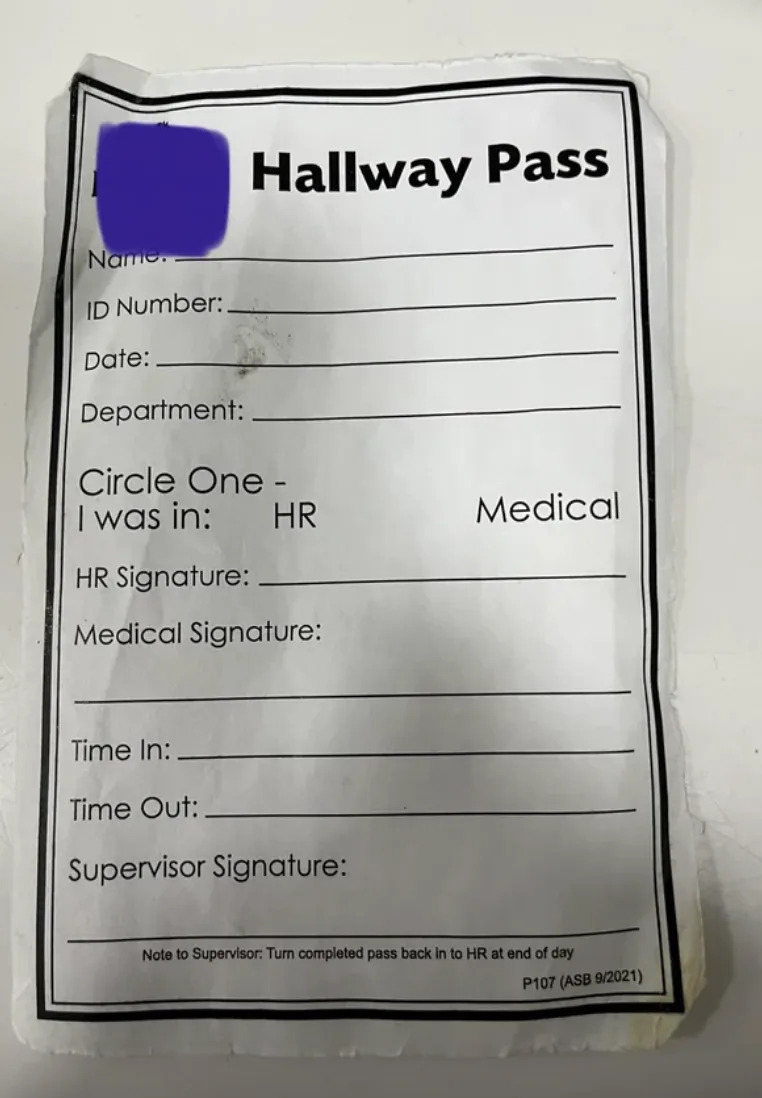 Hallway Pass
Name:
ID Number:
Date:
Department:
Circle One -
I was in: HR Medical
HR Signature:
Medical Signature:
Time In:
Time Out:
Supervisor Signature:
Note to Supervisor: Turn completed pass back in to HR at end of day
P107 (ASB 9/2021)